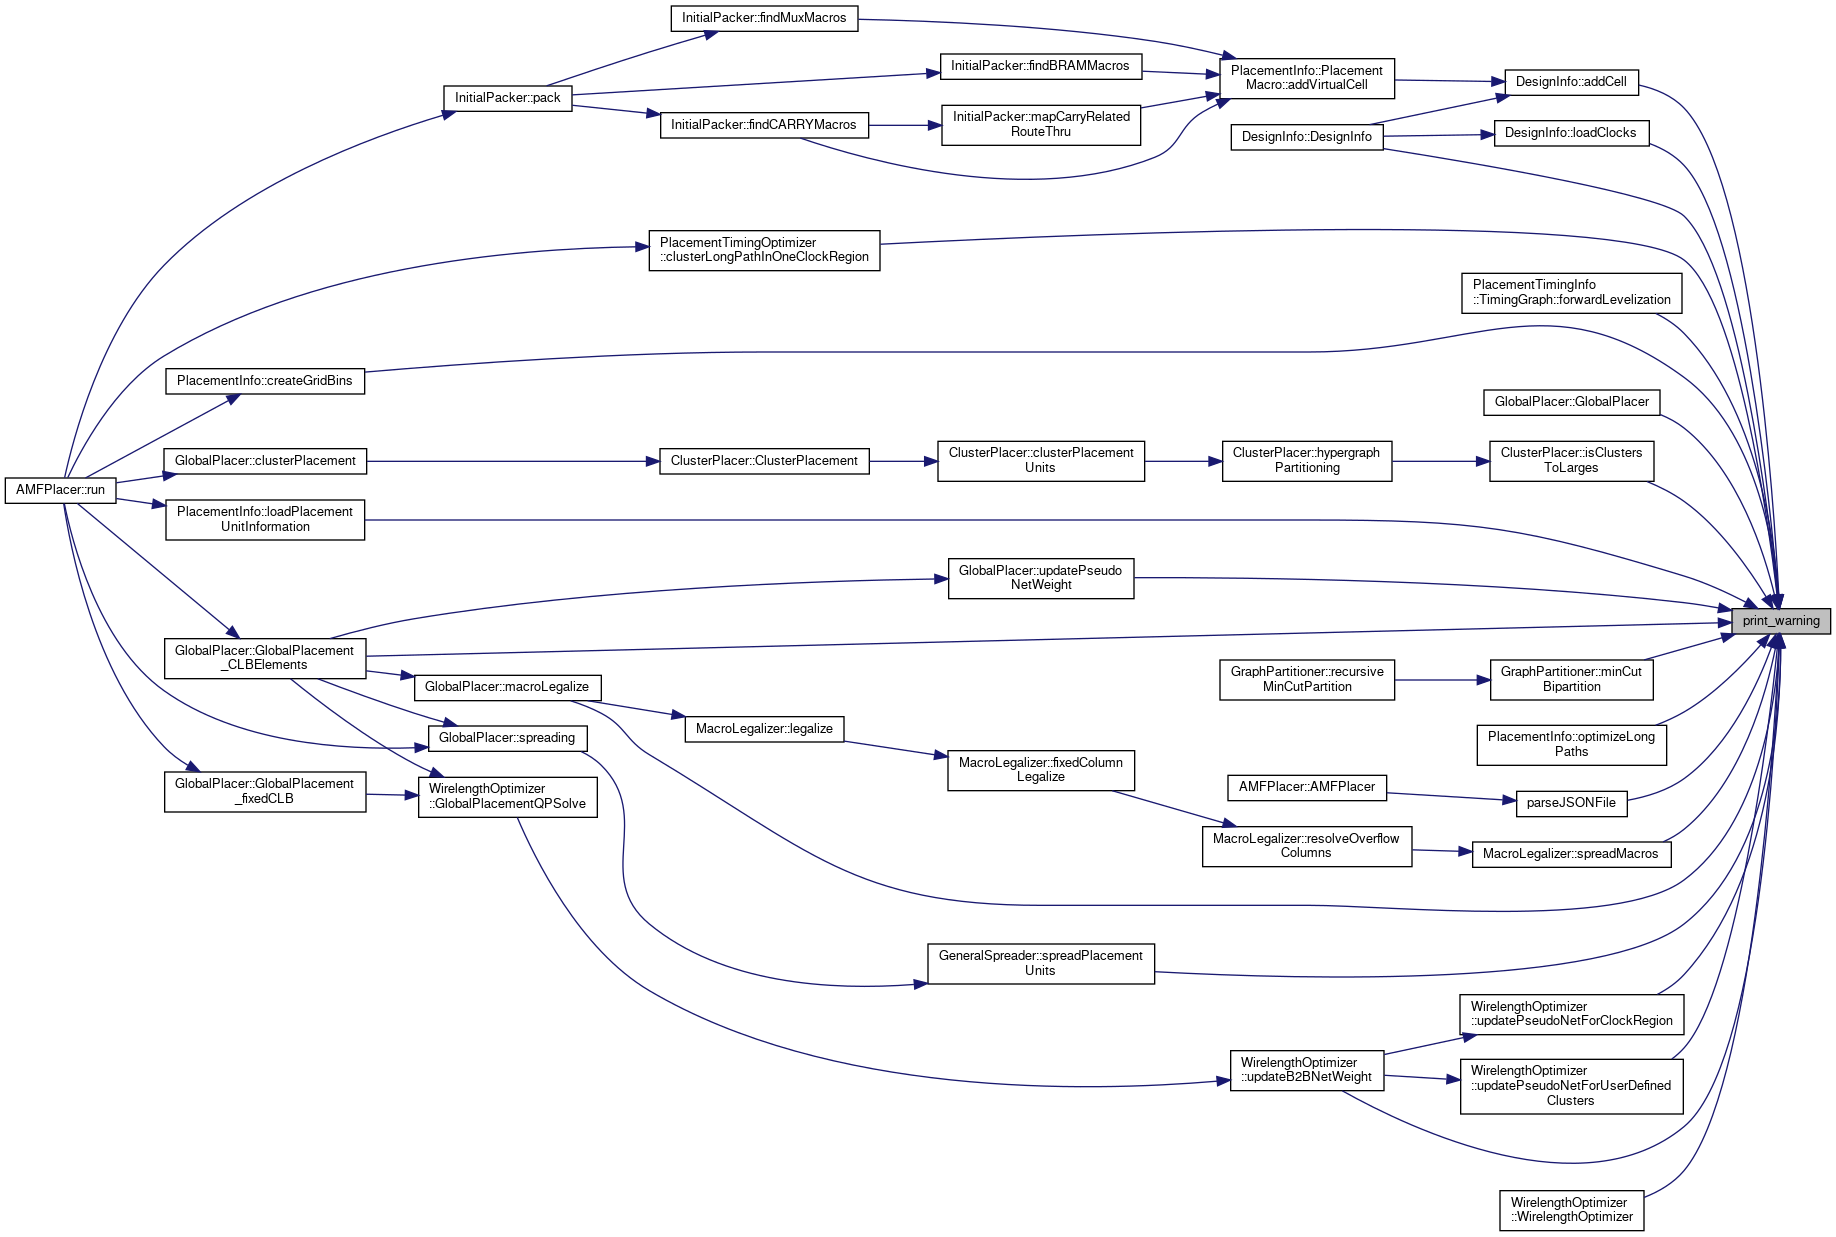 InitialPacker::findMuxMacros
InitialPacker::findBRAMMacros
PlacementInfo::Placement
Macro::addVirtualCell
DesignInfo::addCell
InitialPacker::pack
InitialPacker::findCARRYMacros
InitialPacker::mapCarryRelated
RouteThru
DesignInfo::DesignInfo
DesignInfo::loadClocks
PlacementTimingOptimizer
::clusterLongPathInOneClockRegion
PlacementTimingInfo
::TimingGraph::forwardLevelization
PlacementInfo::createGridBins
GlobalPlacer::GlobalPlacer
GlobalPlacer::clusterPlacement
ClusterPlacer::ClusterPlacement
ClusterPlacer::clusterPlacement
Units
ClusterPlacer::hypergraph
Partitioning
ClusterPlacer::isClusters
ToLarges
AMFPlacer::run
PlacementInfo::loadPlacement
UnitInformation
GlobalPlacer::updatePseudo
NetWeight
print_warning
GlobalPlacer::GlobalPlacement
_CLBElements
GraphPartitioner::recursive
MinCutPartition
GraphPartitioner::minCut
Bipartition
GlobalPlacer::macroLegalize
MacroLegalizer::legalize
GlobalPlacer::spreading
PlacementInfo::optimizeLong
Paths
MacroLegalizer::fixedColumn
Legalize
GlobalPlacer::GlobalPlacement
_fixedCLB
WirelengthOptimizer
::GlobalPlacementQPSolve
AMFPlacer::AMFPlacer
parseJSONFile
MacroLegalizer::resolveOverflow
Columns
MacroLegalizer::spreadMacros
GeneralSpreader::spreadPlacement
Units
WirelengthOptimizer
::updatePseudoNetForClockRegion
WirelengthOptimizer
::updateB2BNetWeight
WirelengthOptimizer
::updatePseudoNetForUserDefined
Clusters
WirelengthOptimizer
::WirelengthOptimizer